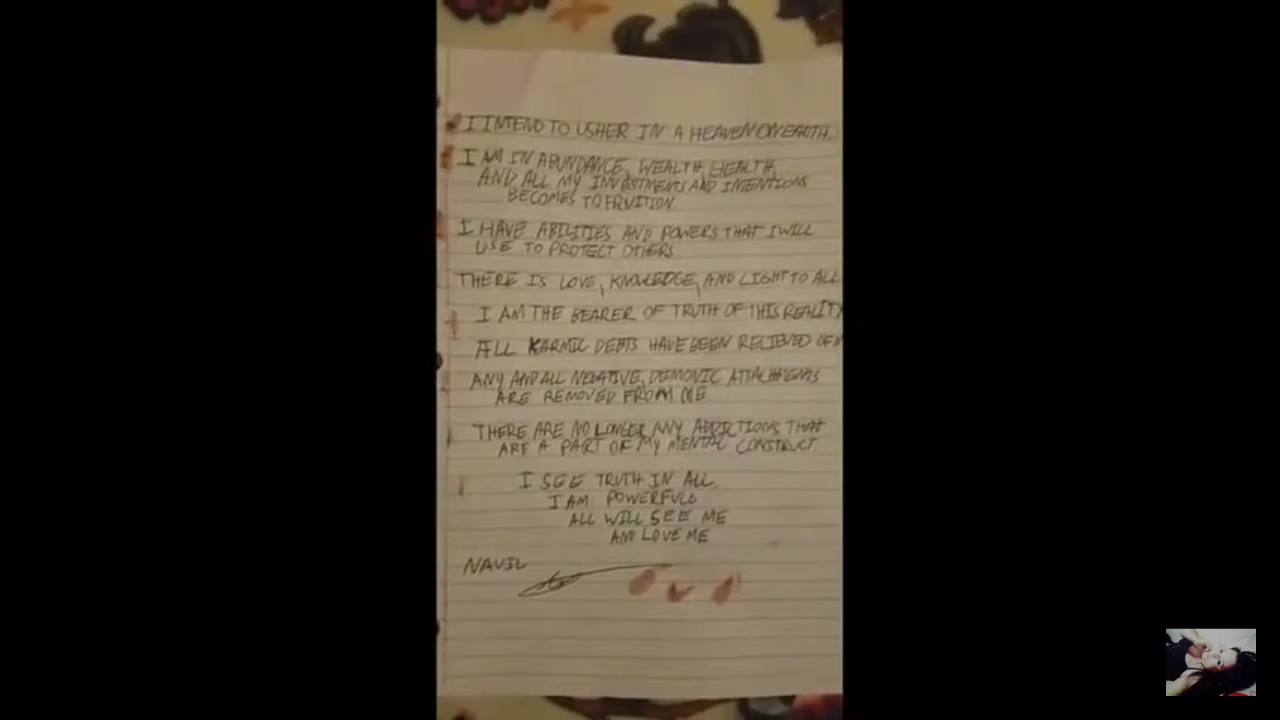 I INTEND TO USHER IN A HEAVEN ON EARTH.
I AM IN ABUNDANCE, WEALTH, HEALTH,
AND ALL MY INVESTMENTS AND INTENTIONS
BECOMES TO FRUITION.
I HAVE ABILITIES AND POWERS THAT I WILL
USE TO PROTECT OTHERS
THERE IS LOVE, KNOWLEDGE, AND LIGHT TO ALL
I AM THE BEARER OF TRUTH OF THIS REALITY
ALL KARMIC DEBTS HAVE BEEN RELIEVED OF
ANY AND ALL NEGATIVE, DEMONIC ATTACHMENTS
ARE REMOVED FROM ME
THERE ARE NO LONGER ANY ADDICTIONS THAT
ARE A PART OF MY MENTAL CONSTRUCT
I SEE TRUTH IN ALL.
I AM POWERFULL
ALL WILL SEE ME
AND LOVE ME
NAVIL